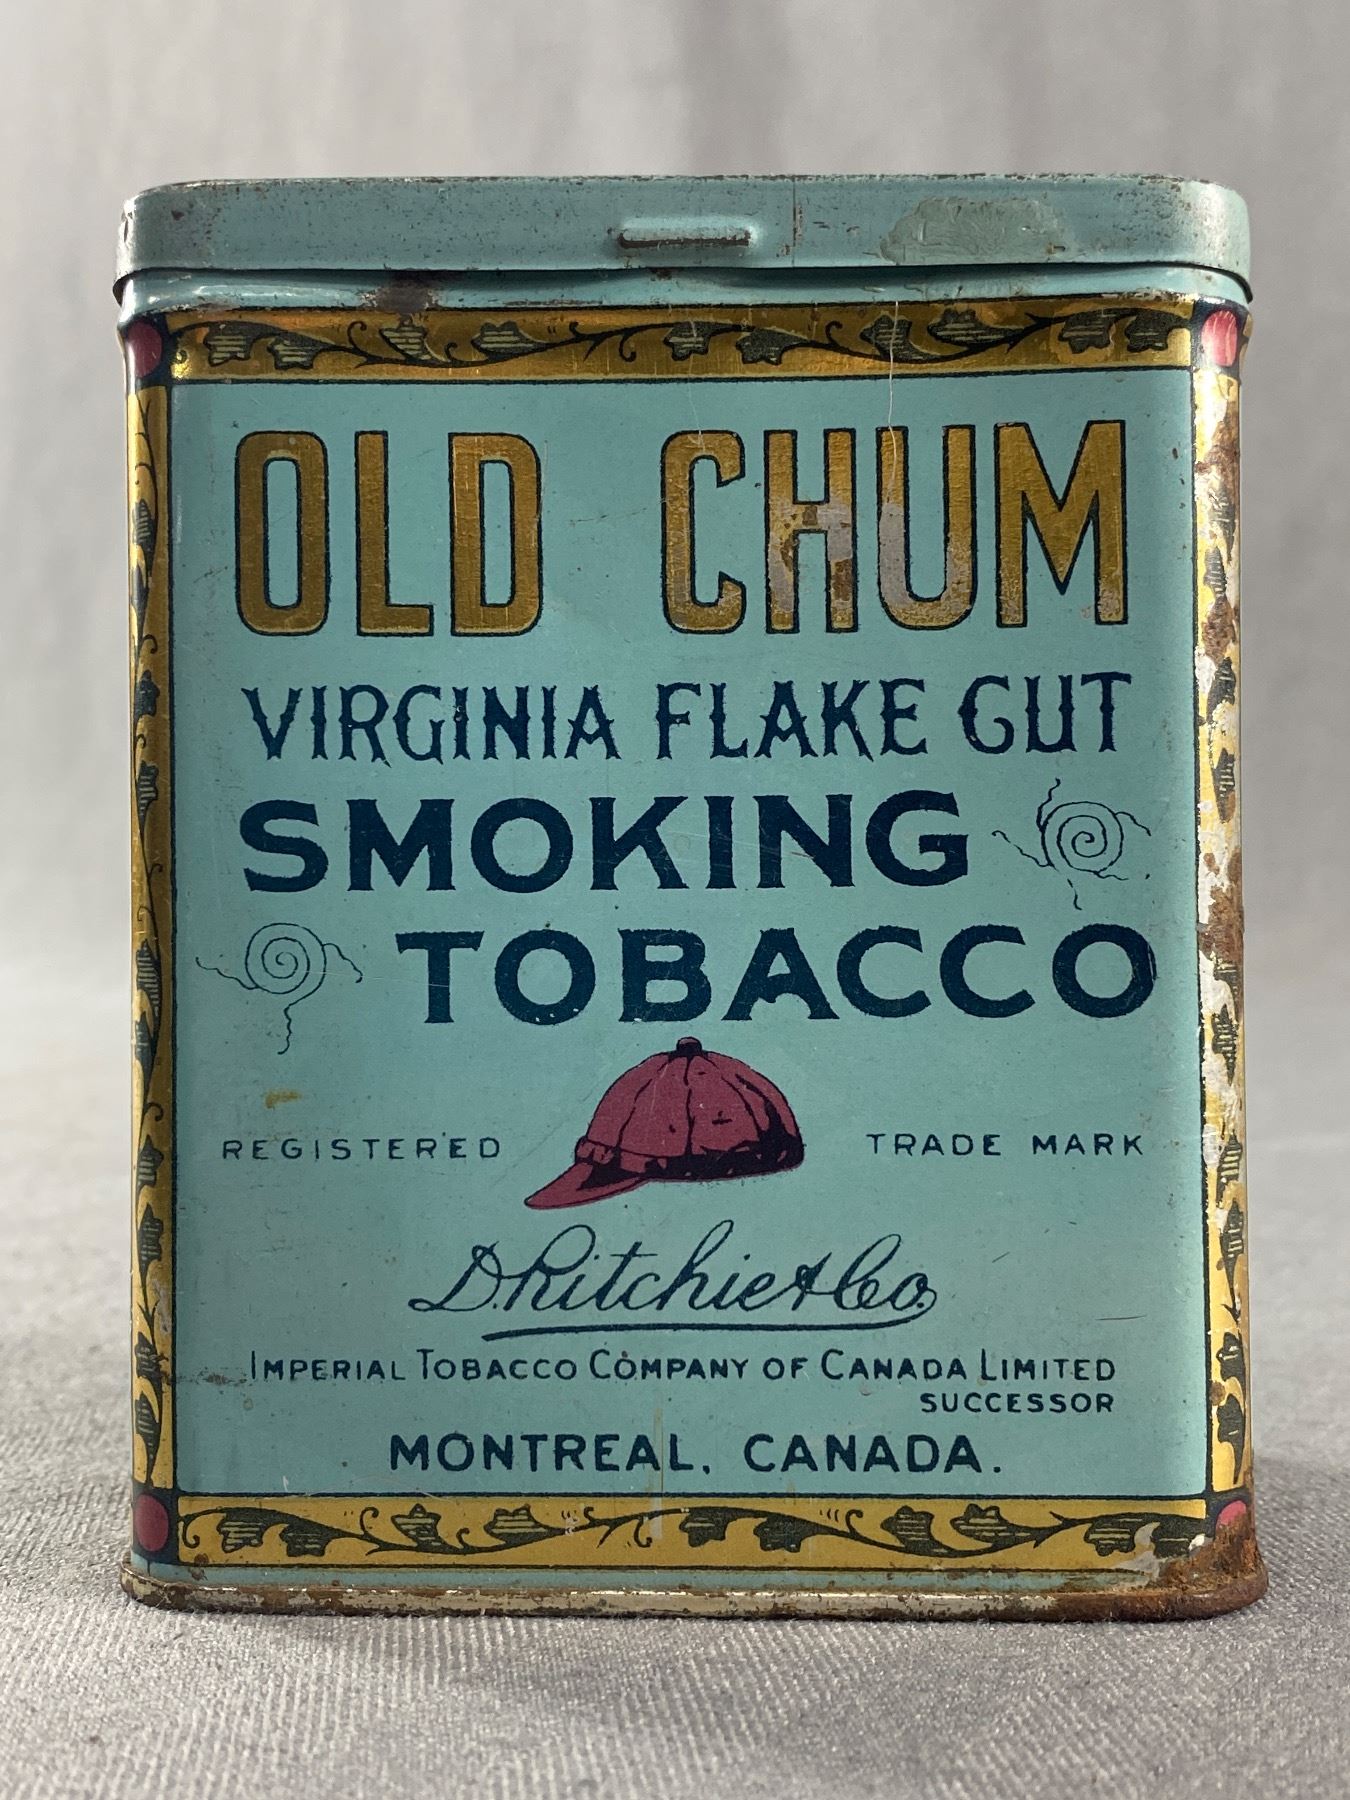 OLD CHUM
VIRGINIA FLAKE CUT
SMOKING
TOBACCO
REGISTERED TRADE MARK
D. Ritchie & Co.
IMPERIAL TOBACCO COMPANY OF CANADA LIMITED
SUCCESSOR
MONTREAL, CANADA.